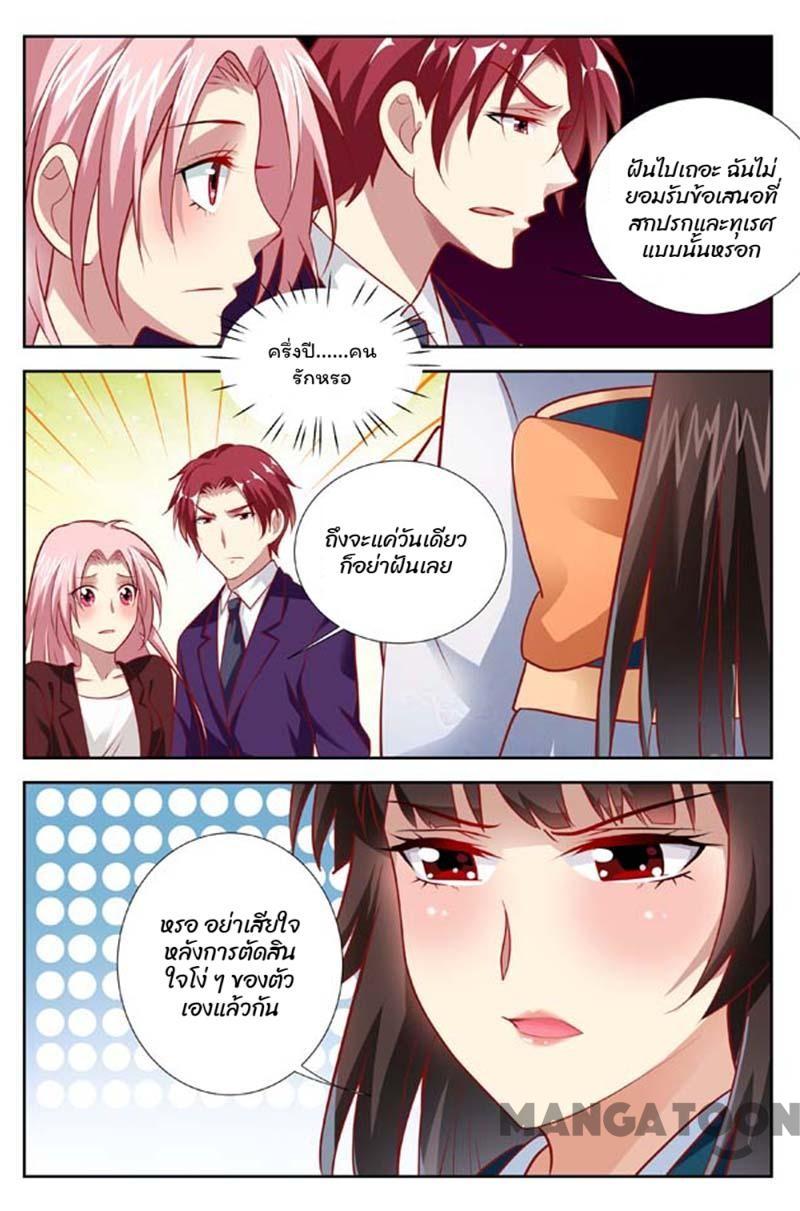 ฝันไปเถอะ ฉันไม่
ยอมรับข้อเสนอที่
สกปรกและทุเรศ
แบบนั้นหรอก
ครึ่งปี......คน
รักหรอ
ถึงจะแค่วันเดียว
ก็อย่าฝันเลย
หรอ อย่าเสียใจ
หลังการตัดสิน
ใจโง่ ๆ ของตัว
เองแล้วกัน
MANGATOON